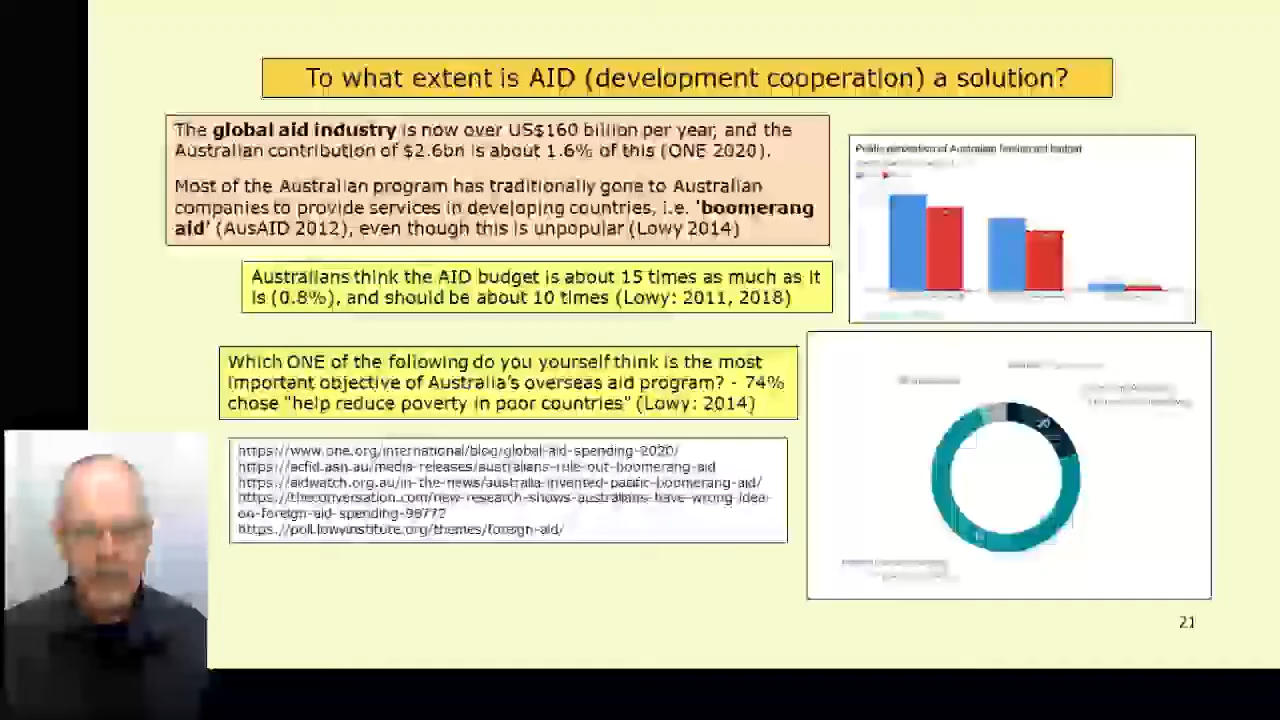 To what extent is AID (development cooperation) a solution?
The global aid industry is now over US$160 billion per year, and the
Australian contribution of $2.6bn is about 1.6% of this (ONE 2020).
Most of the Australian program has traditionally gone to Australian
companies to provide services in developing countries, i.e. 'boomerang
aid' (AusAID 2012), even though this is unpopular (Lowy 2014)
Australians think the AID budget is about 15 times as much as it
is (0.8%), and should be about 10 times (Lowy: 2011, 2018)
Which ONE of the following do you yourself think is the most
important objective of Australia's overseas aid program? - 74%
chose "help reduce poverty in poor countries" (Lowy: 2014)
https://www.one.org/international/blog/global-aid-spending-2020/
https://acfid.asn.au/media-releases/australians-rule-out-boomerang-aid
https://aidwatch.org.au/in-the-news/australia-invented-pacific-boomerang-aid/
https://theconversation.com/new-research-shows-australians-have-wrong-idea-
on-foreign-aid-spending-98772
https://poll.lowyinstitute.org/themes/foreign-aid/
Public perception of Australian foreign aid budget
21